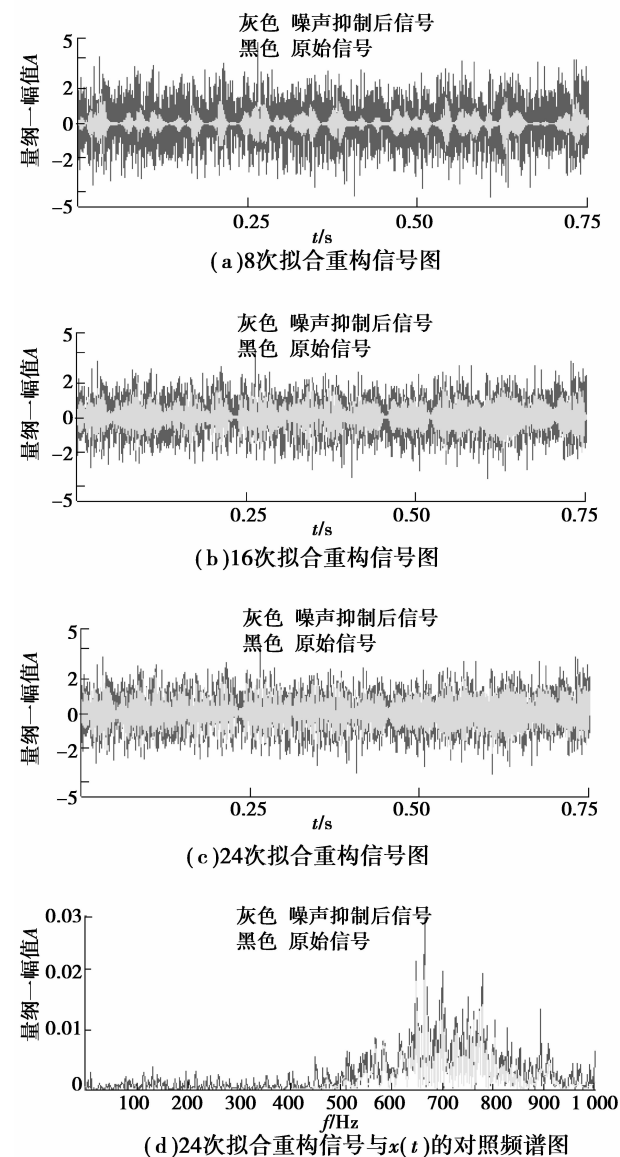 灰色 噪声抑制后信号
黑色 原始信号
量纲一幅值A
5
2
0
-2
-5
0.25
0.50
0.75
t/s
(a)8次拟合重构信号图
灰色 噪声抑制后信号
黑色 原始信号
量纲一幅值A
5
2
0
-2
-5
0.25
0.50
0.75
t/s
(b)16次拟合重构信号图
灰色 噪声抑制后信号
黑色 原始信号
量纲一幅值A
5
2
0
-2
-5
0.25
0.50
0.75
t/s
(c)24次拟合重构信号图
灰色 噪声抑制后信号
黑色 原始信号
量纲一幅值A
0.03
0.02
0.01
0
100 200 300 400 500 600 700 800 900 1 000
f/Hz
(d)24次拟合重构信号与x(t)的对照频谱图